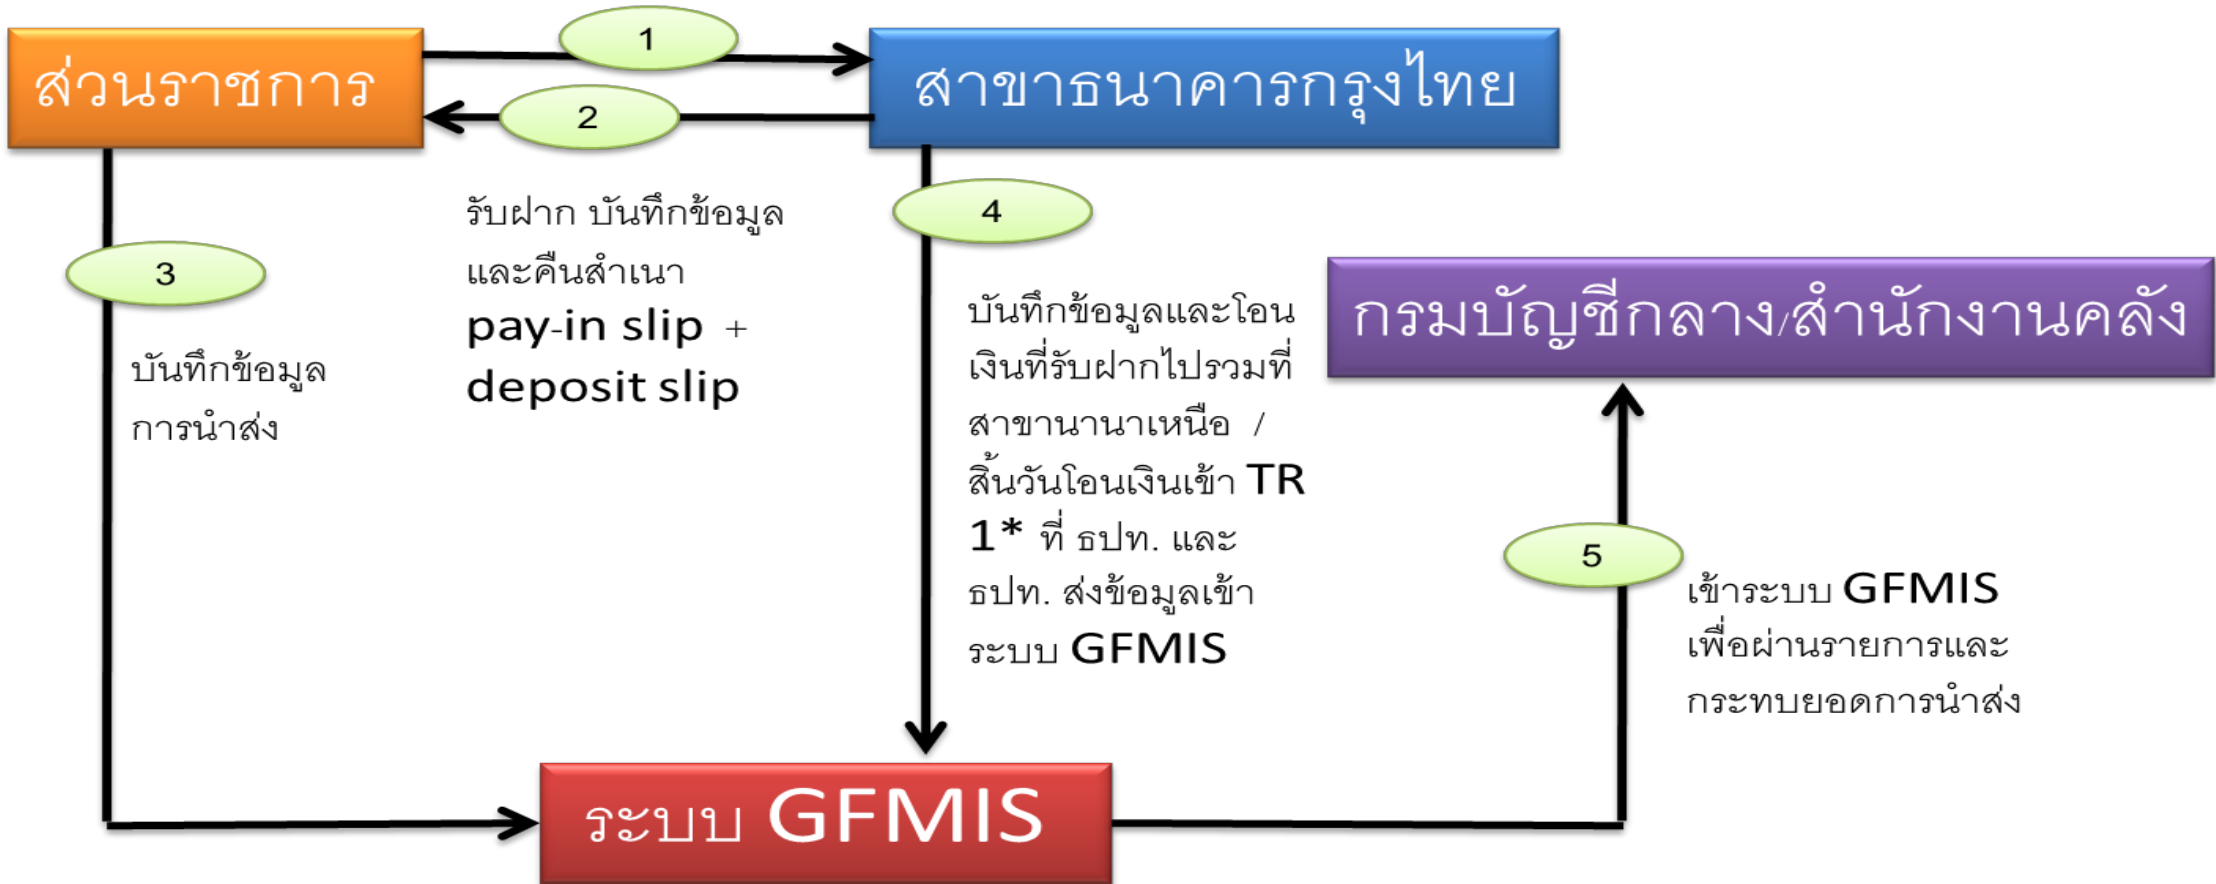 ส่วนราชการ
1
สาขาธนาคารกรุงไทย
2
รับฝาก บันทึกข้อมูล
และคืนสำเนา
pay-in slip +
deposit slip
3
บันทึกข้อมูล
การนำส่ง
4
บันทึกข้อมูลและโอน
เงินที่รับฝากไปรวมที่
สาขานานาเหนือ /
สิ้นวันโอนเงินเข้า TR
1* ที่ ธปท. และ
ธปท. ส่งข้อมูลเข้า
ระบบ GFMIS
กรมบัญชีกลาง/สำนักงานคลัง
5
เข้าระบบ GFMIS
เพื่อผ่านรายการและ
กระทบยอดการนำส่ง
ระบบ GFMIS